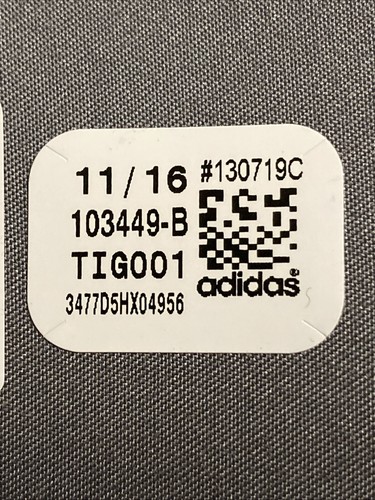 11/16
#130719C
103449-B
TIG001
3477D5HX04956
adidas®